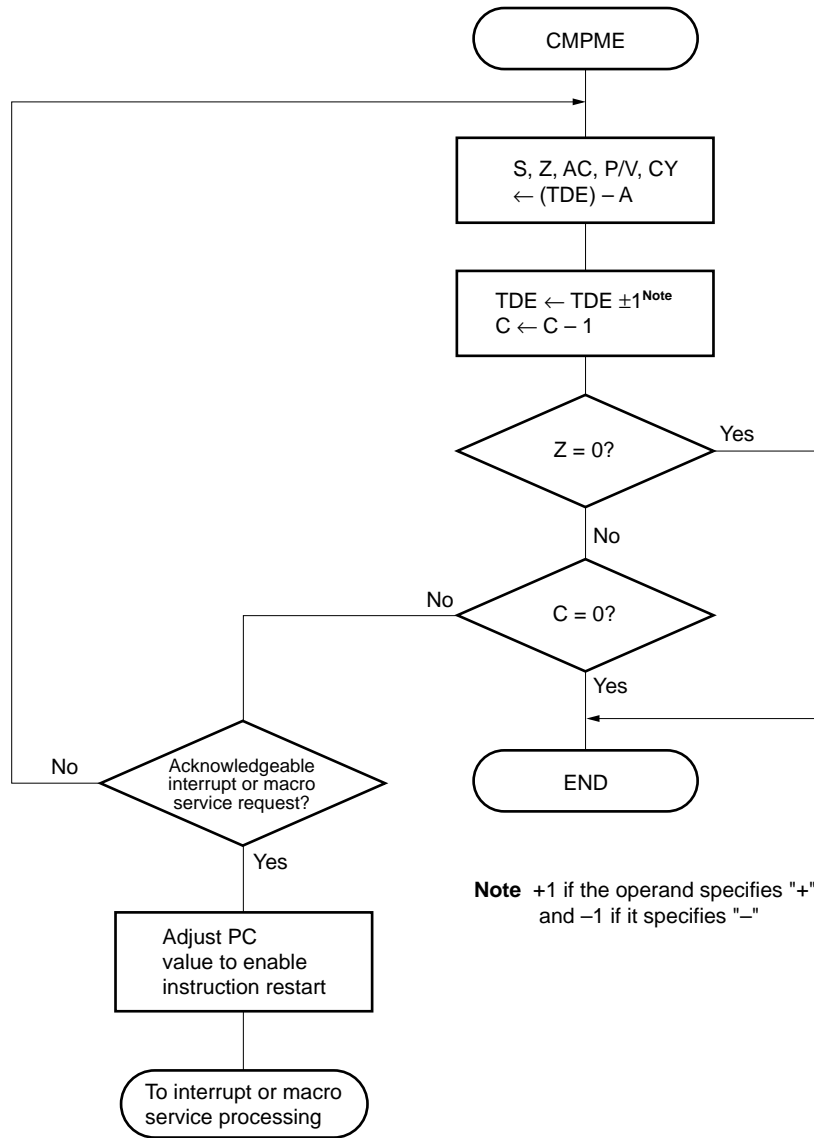 CMPME
S, Z, AC, P/V, CY
← (TDE) – A
TDE ← TDE ±1Note
C ← C – 1
Z = 0?
Yes
No
C = 0?
No
Yes
Acknowledgeable
interrupt or macro
service request?
No
Yes
END
Note +1 if the operand specifies "+"
and –1 if it specifies "–"
Adjust PC
value to enable
instruction restart
To interrupt or macro
service processing